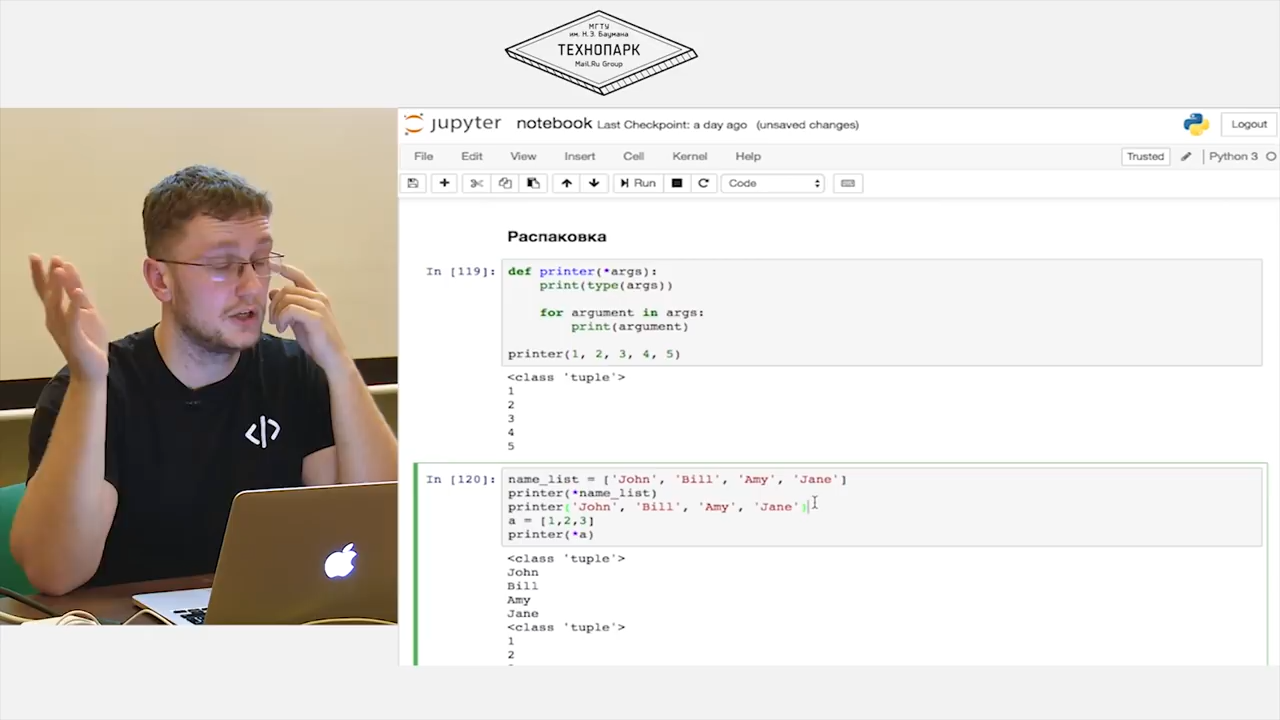 МГТУ
им. Н.Э. Баумана
ТЕХНОПАРК
Mail.Ru Group
jupyter notebook Last Checkpoint: a day ago (unsaved changes) Logout
File Edit View Insert Cell Kernel Help Trusted Python 3
Run Code
Распаковка
In [119]: def printer(*args):
print(type(args))
for argument in args:
print(argument)
printer(1, 2, 3, 4, 5)
<class 'tuple'>
1
2
3
4
5
In [120]: name_list = ['John', 'Bill', 'Amy', 'Jane']
printer(*name_list)
printer('John', 'Bill', 'Amy', 'Jane')
a = [1,2,3]
printer(*a)
<class 'tuple'>
John
Bill
Amy
Jane
<class 'tuple'>
1
2